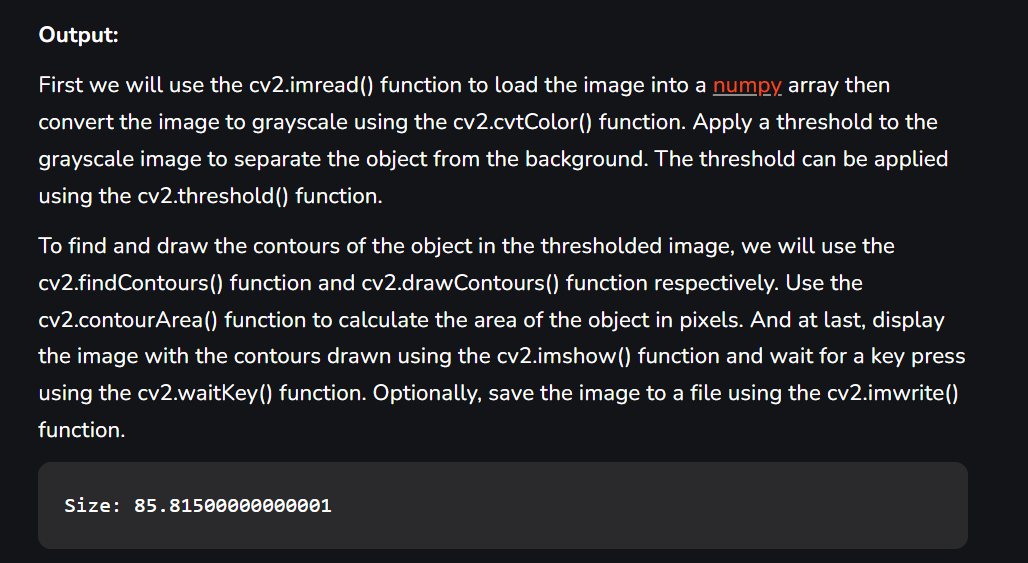 Output:
First we will use the cv2.imread() function to load the image into a numpy array then
convert the image to grayscale using the cv2.cvtColor() function. Apply a threshold to the
grayscale image to separate the object from the background. The threshold can be applied
using the cv2.threshold() function.
To find and draw the contours of the object in the thresholded image, we will use the
cv2.findContours() function and cv2.drawContours() function respectively. Use the
cv2.contourArea() function to calculate the area of the object in pixels. And at last, display
the image with the contours drawn using the cv2.imshow() function and wait for a key press
using the cv2.waitKey() function. Optionally, save the image to a file using the cv2.imwrite()
function.
Size: 85.81500000000001